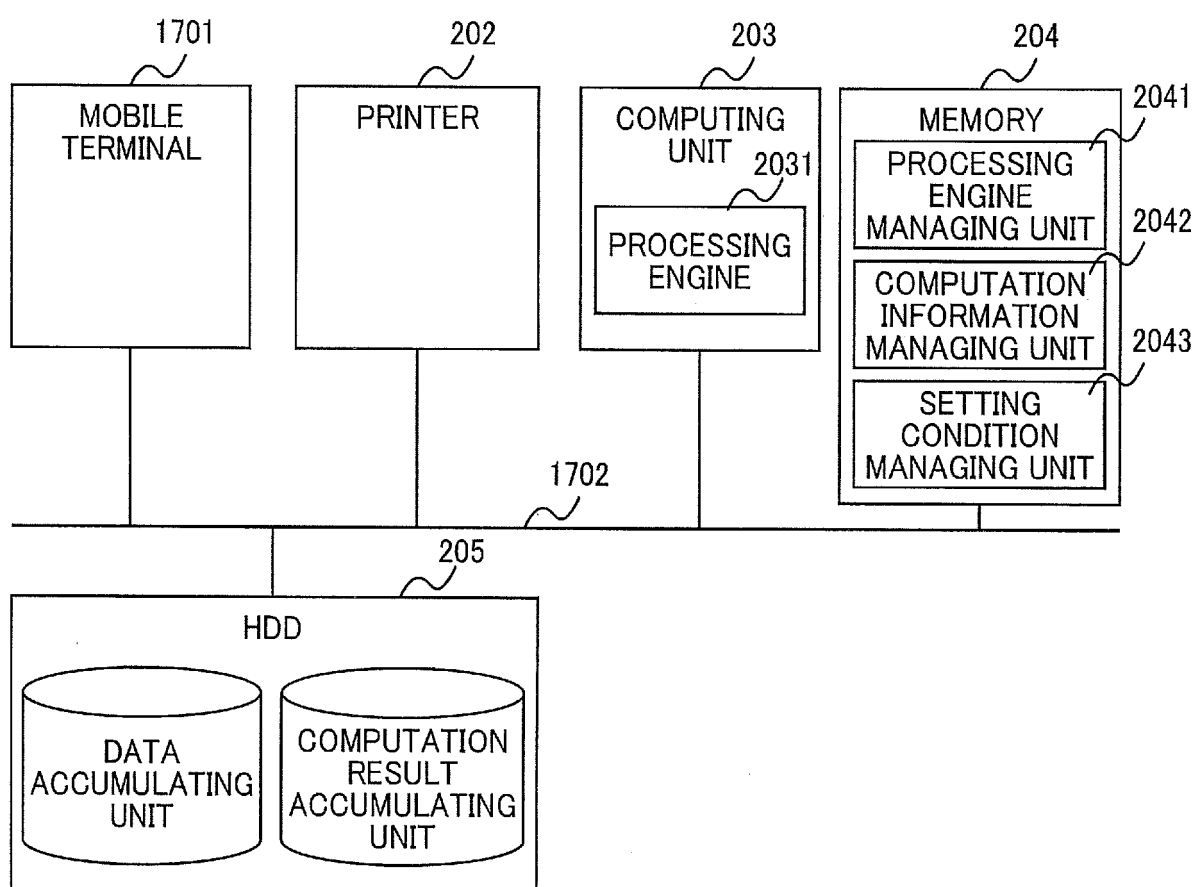 1701
202
203
204
MOBILE
TERMINAL
PRINTER
COMPUTING
UNIT
2031
PROCESSING
ENGINE
MEMORY
2041
PROCESSING
ENGINE
MANAGING UNIT
2042
COMPUTATION
INFORMATION
MANAGING UNIT
2043
SETTING
CONDITION
MANAGING UNIT
1702
205
HDD
DATA
ACCUMULATING
UNIT
COMPUTATION
RESULT
ACCUMULATING
UNIT